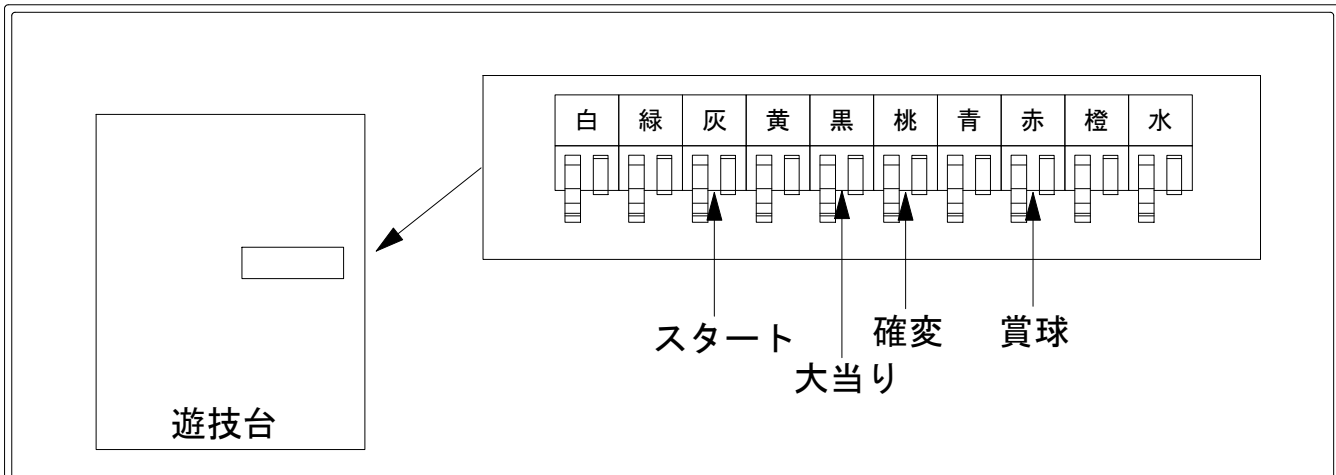 白 緑 灰 黄 黒 桃 青 赤 橙 水
スタート
大当り
確変
賞球
遊技台